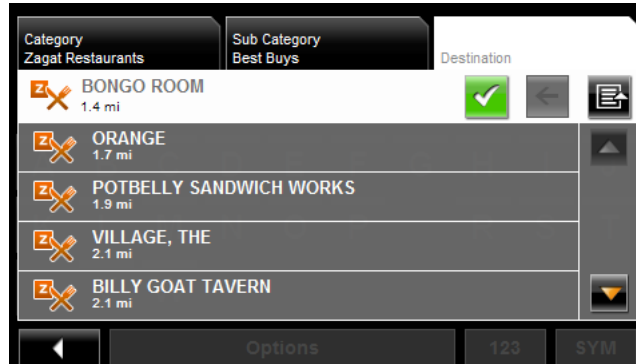 Category
Zagat Restaurants
Sub Category
Best Buys
Destination
BONGO ROOM
1.4 mi
ORANGE
1.7 mi
POTBELLY SANDWICH WORKS
1.9 mi
VILLAGE, THE
2.1 mi
BILLY GOAT TAVERN
2.1 mi
Options
123
SYM